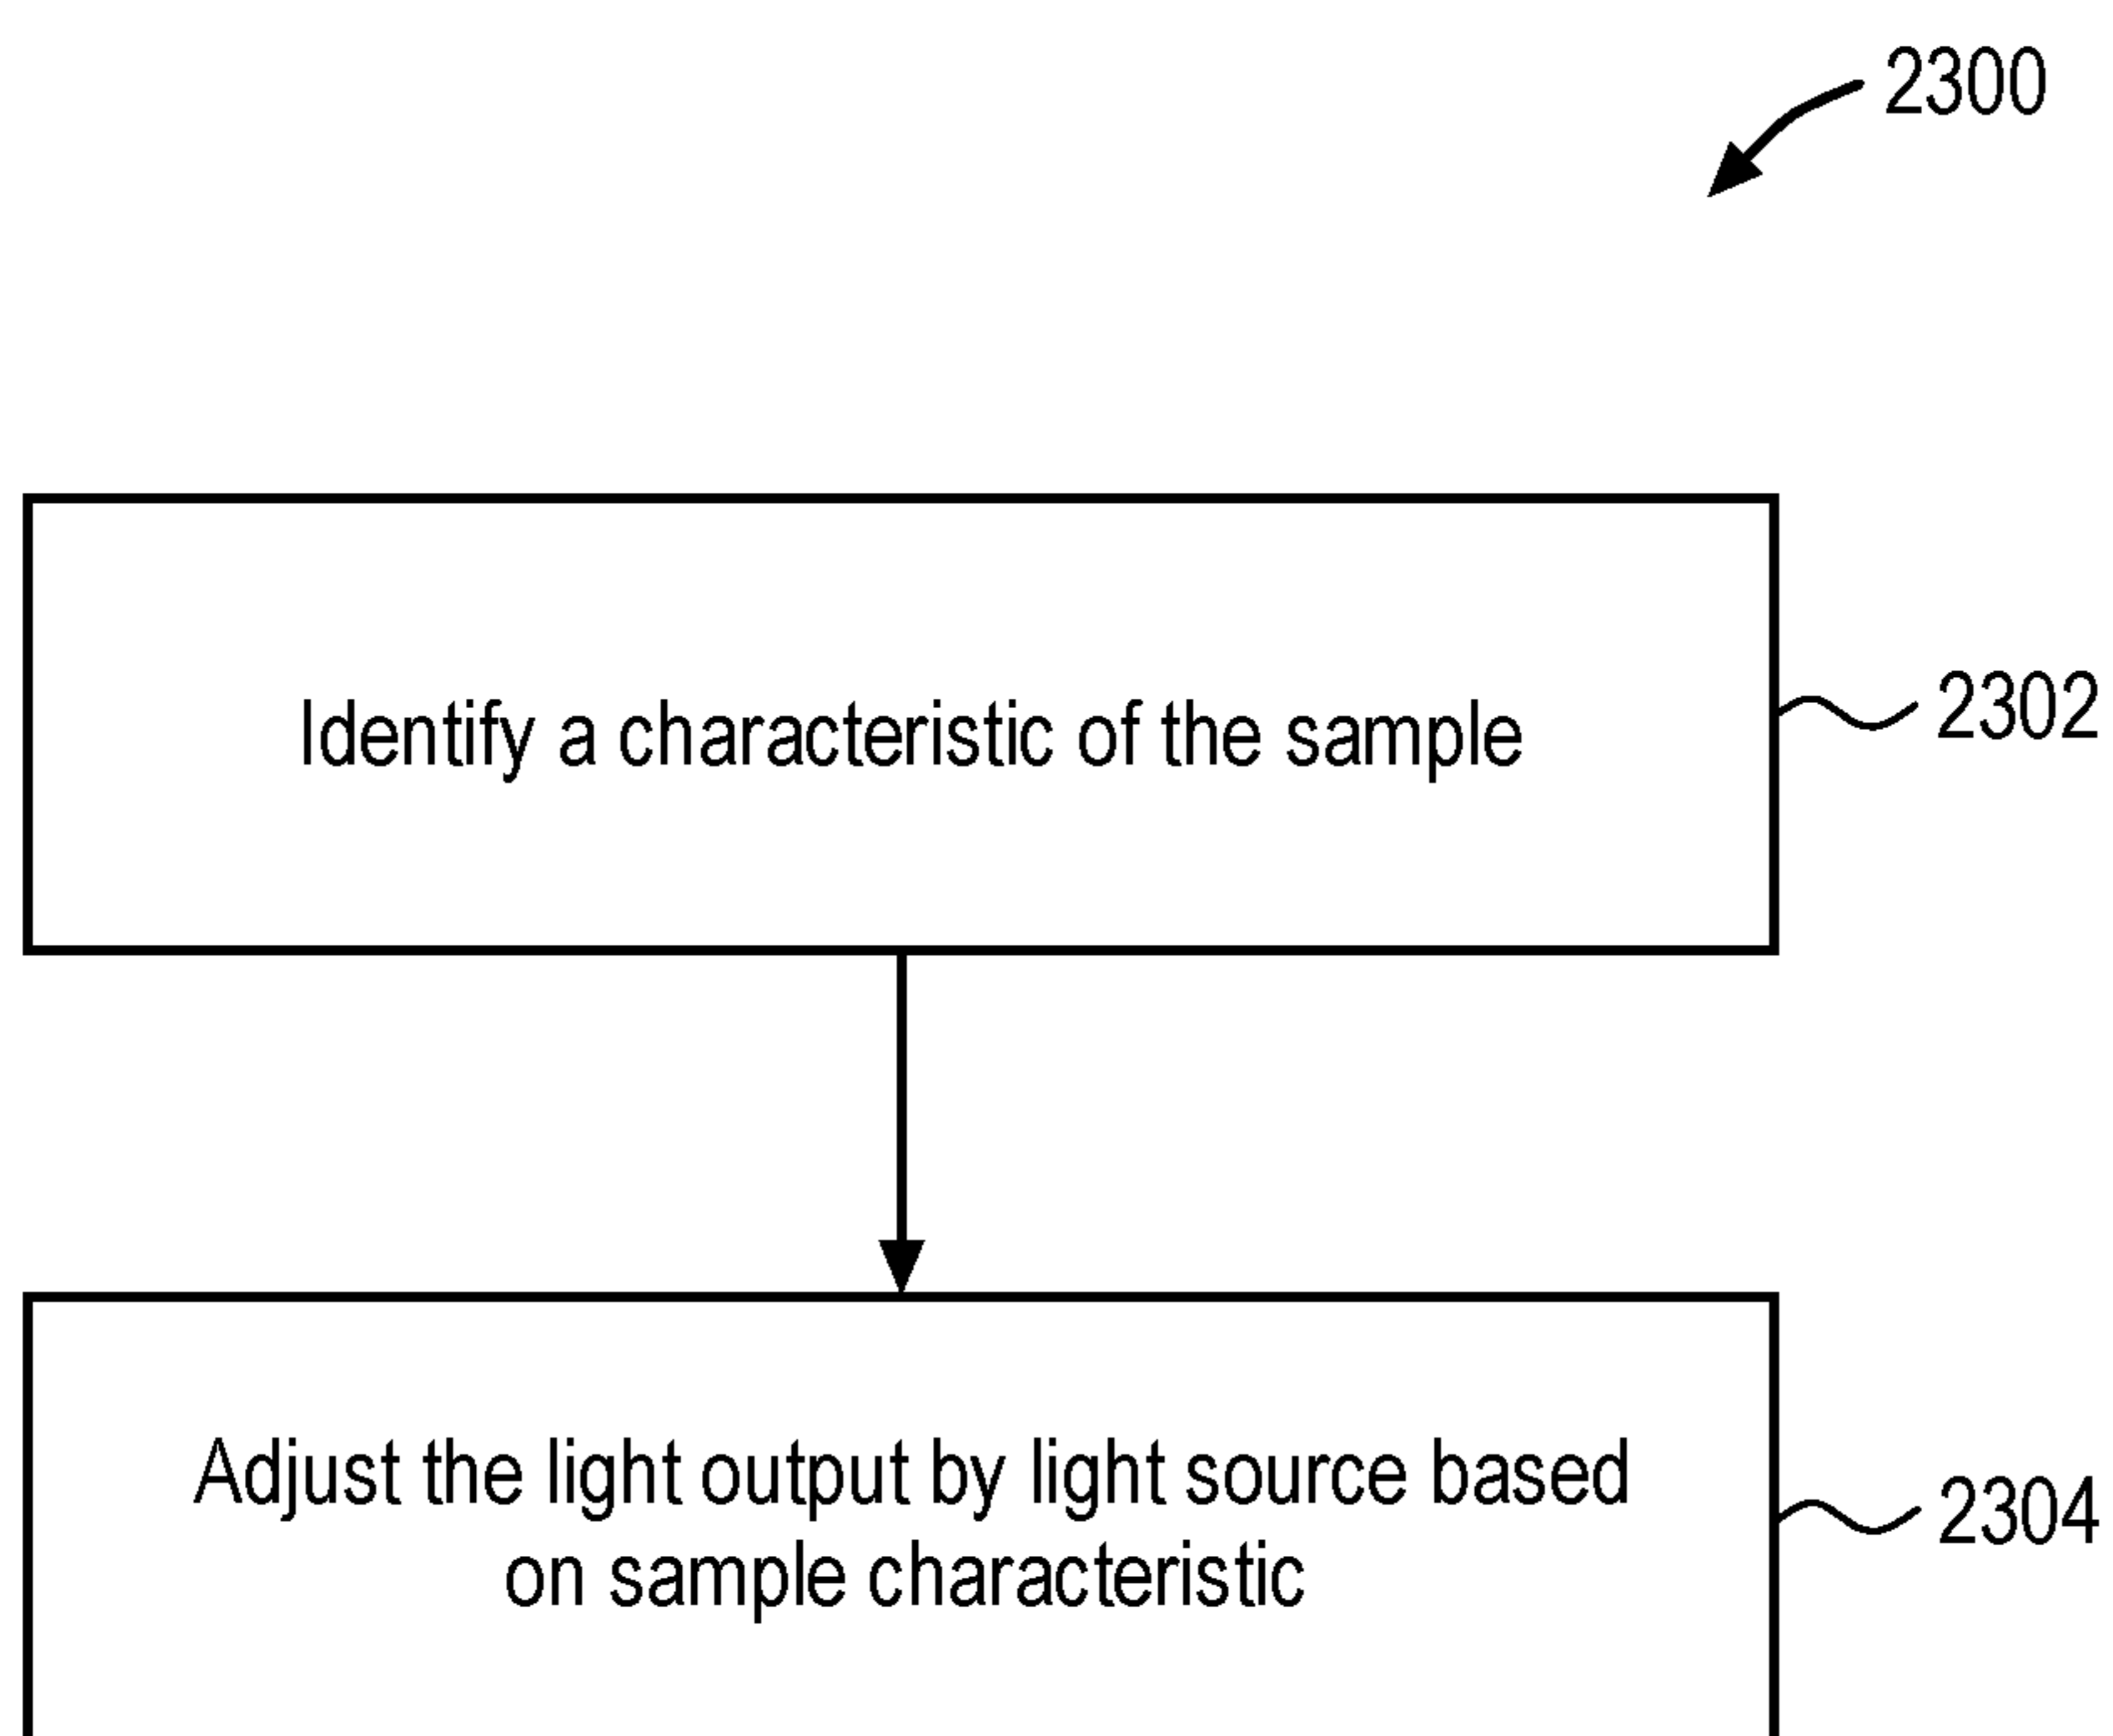 2300
Identify a characteristic of the sample
2302
Adjust the light output by light source based
on sample characteristic
2304